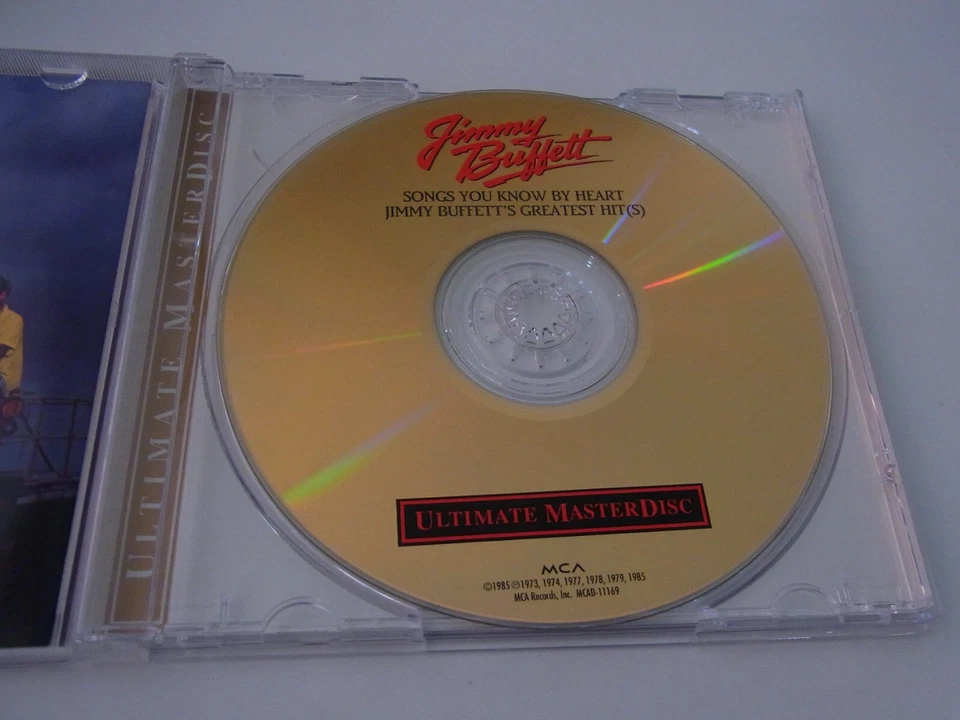 ULTIMATE MASTERDISC
Jimmy
Buffett
SONGS YOU KNOW BY HEART
JIMMY BUFFETT'S GREATEST HIT(S)
ULTIMATE MASTERDISC
MCA
©1985 ℗1973, 1974, 1977, 1978, 1979, 1985
MCA Records, Inc. MCAD-11169